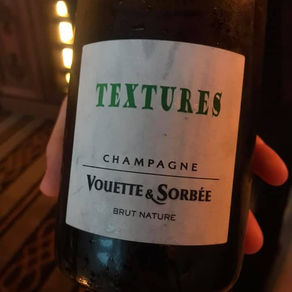 TEXTURES
CHAMPAGNE
VOUETTE & SORBÉE
BRUT NATURE